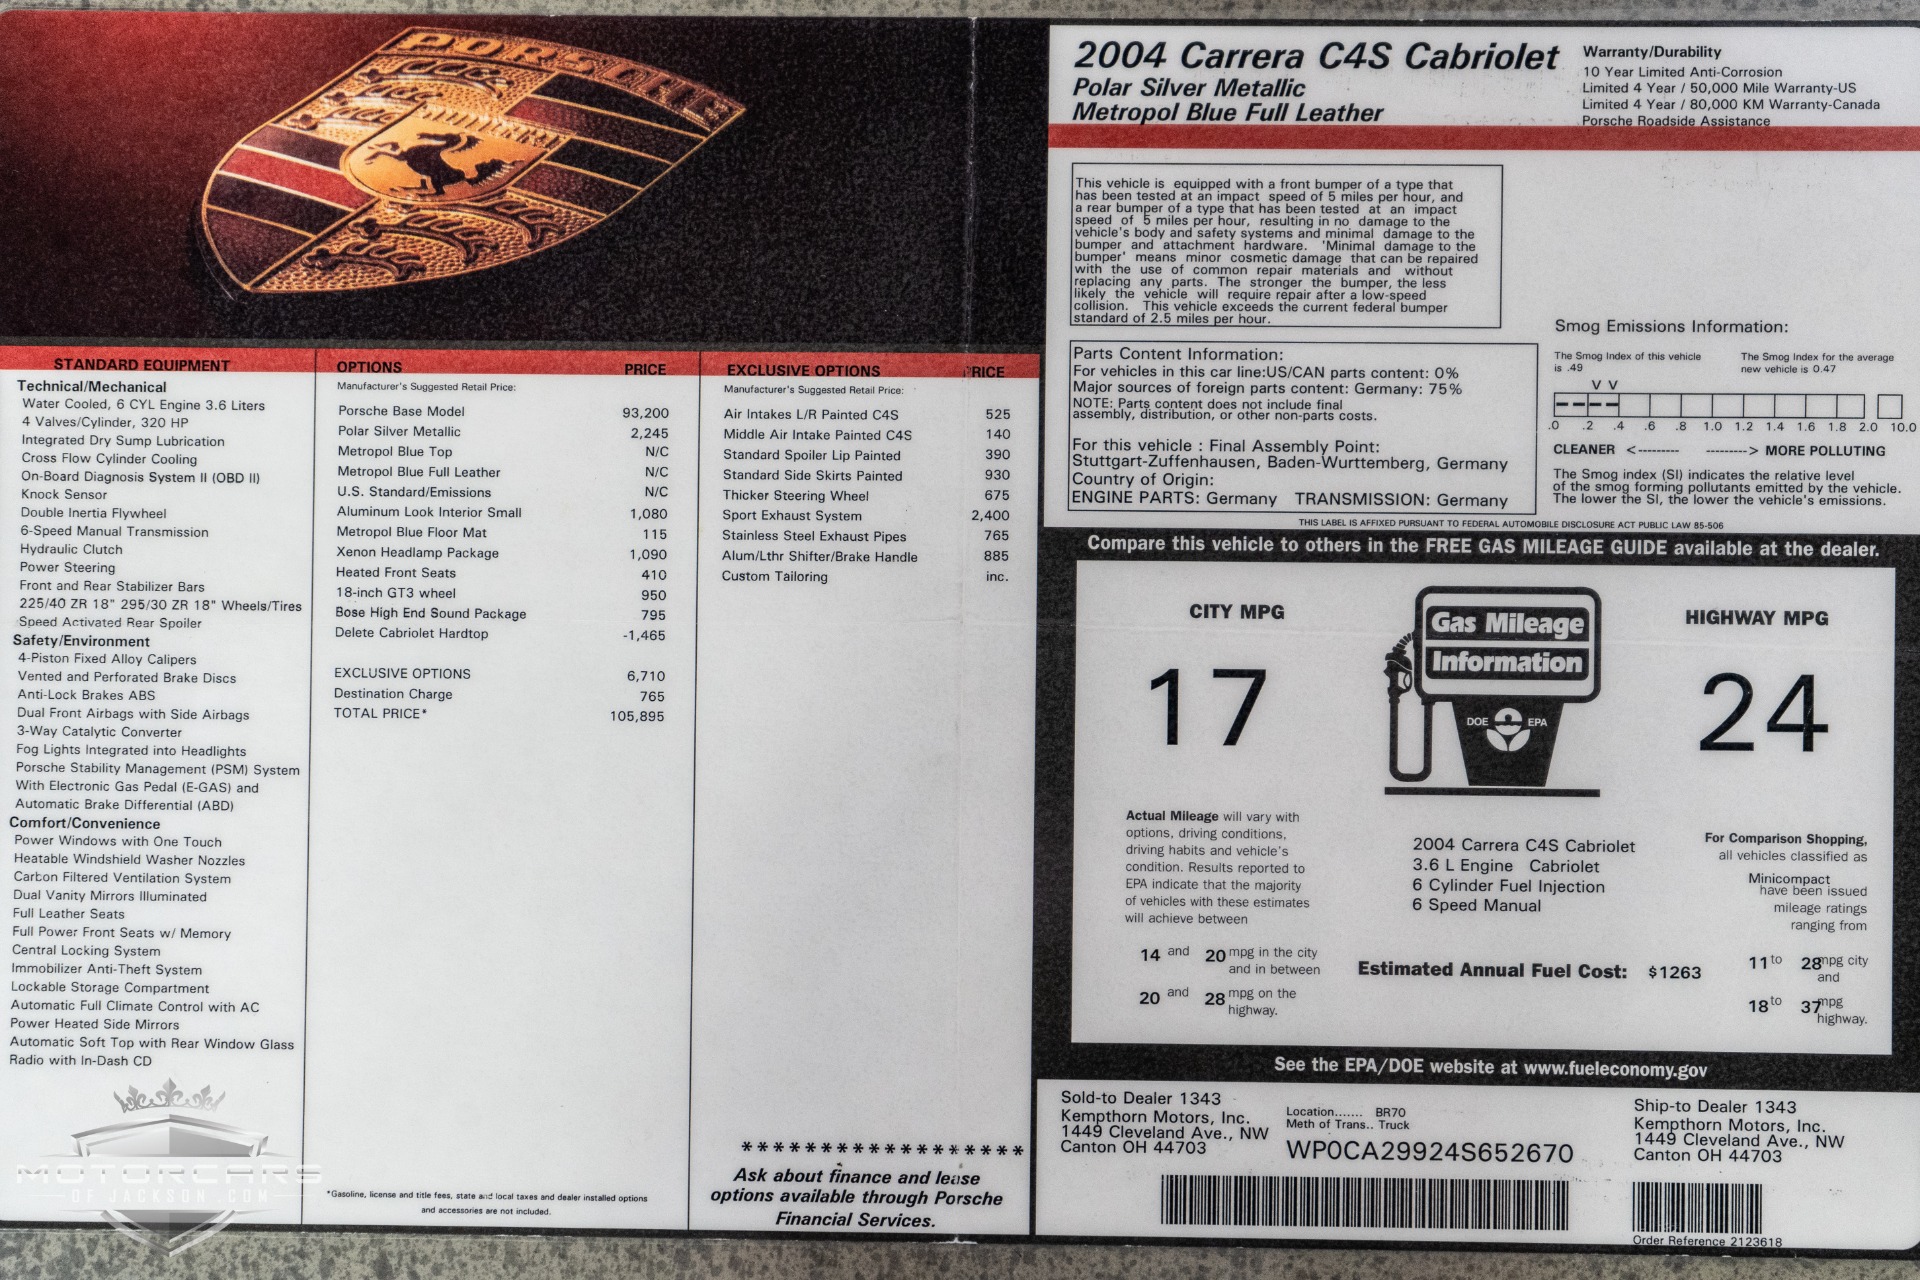 PORSCHE
2004 Carrera C4S Cabriolet
Polar Silver Metallic
Metropol Blue Full Leather
Warranty/Durability
10 Year Limited Anti-Corrosion
Limited 4 Year / 50,000 Mile Warranty-US
Limited 4 Year / 80,000 KM Warranty-Canada
Porsche Roadside Assistance
STANDARD EQUIPMENT
Technical/Mechanical
Water Cooled, 6 CYL Engine 3.6 Liters
4 Valves/Cylinder, 320 HP
Integrated Dry Sump Lubrication
Cross Flow Cylinder Cooling
On-Board Diagnosis System II (OBD II)
Knock Sensor
Double Inertia Flywheel
6-Speed Manual Transmission
Hydraulic Clutch
Power Steering
Front and Rear Stabilizer Bars
225/40 ZR 18" 295/30 ZR 18" Wheels/Tires
Speed Activated Rear Spoiler
Safety/Environment
4-Piston Fixed Alloy Calipers
Vented and Perforated Brake Discs
Anti-Lock Brakes ABS
Dual Front Airbags with Side Airbags
3-Way Catalytic Converter
Fog Lights Integrated into Headlights
Porsche Stability Management (PSM) System
With Electronic Gas Pedal (E-GAS) and
Automatic Brake Differential (ABD)
Comfort/Convenience
Power Windows with One Touch
Heatable Windshield Washer Nozzles
Carbon Filtered Ventilation System
Dual Vanity Mirrors Illuminated
Full Leather Seats
Full Power Front Seats w/ Memory
Central Locking System
Immobilizer Anti-Theft System
Lockable Storage Compartment
Automatic Full Climate Control with AC
Power Heated Side Mirrors
Automatic Soft Top with Rear Window Glass
Radio with In-Dash CD
MOTORCARS
OF JACKSON.COM
OPTIONS PRICE
Manufacturer's Suggested Retail Price:
Porsche Base Model 93,200
Polar Silver Metallic 2,245
Metropol Blue Top N/C
Metropol Blue Full Leather N/C
U.S. Standard/Emissions N/C
Aluminum Look Interior Small 1,080
Metropol Blue Floor Mat 115
Xenon Headlamp Package 1,090
Heated Front Seats 410
18-inch GT3 wheel 950
Bose High End Sound Package 795
Delete Cabriolet Hardtop -1,465
EXCLUSIVE OPTIONS 6,710
Destination Charge 765
TOTAL PRICE* 105,895
*Gasoline, license and title fees, state and local taxes and dealer installed options
and accessories are not included.
EXCLUSIVE OPTIONS PRICE
Manufacturer's Suggested Retail Price:
Air Intakes L/R Painted C4S 525
Middle Air Intake Painted C4S 140
Standard Spoiler Lip Painted 390
Standard Side Skirts Painted 930
Thicker Steering Wheel 675
Sport Exhaust System 2,400
Stainless Steel Exhaust Pipes 765
Alum/Lthr Shifter/Brake Handle 885
Custom Tailoring inc.
******************
Ask about finance and lease
options available through Porsche
Financial Services.
This vehicle is equipped with a front bumper of a type that
has been tested at an impact speed of 5 miles per hour, and
a rear bumper of a type that has been tested at an impact
speed of 5 miles per hour, resulting in no damage to the
vehicle's body and safety systems and minimal damage to the
bumper and attachment hardware. 'Minimal damage to the
bumper' means minor cosmetic damage that can be repaired
with the use of common repair materials and without
replacing any parts. The stronger the bumper, the less
likely the vehicle will require repair after a low-speed
collision. This vehicle exceeds the current federal bumper
standard of 2.5 miles per hour.
Parts Content Information:
For vehicles in this car line:US/CAN parts content: 0%
Major sources of foreign parts content: Germany: 75%
NOTE: Parts content does not include final
assembly, distribution, or other non-parts costs.
For this vehicle : Final Assembly Point:
Stuttgart-Zuffenhausen, Baden-Wurttemberg, Germany
Country of Origin:
ENGINE PARTS: Germany TRANSMISSION: Germany
Smog Emissions Information:
The Smog Index of this vehicle
is .49
The Smog Index for the average
new vehicle is 0.47
V V
.0 .2 .4 .6 .8 1.0 1.2 1.4 1.6 1.8 2.0 10.0
CLEANER <--------- --------> MORE POLLUTING
The Smog index (SI) indicates the relative level
of the smog forming pollutants emitted by the vehicle.
The lower the SI, the lower the vehicle's emissions.
THIS LABEL IS AFFIXED PURSUANT TO FEDERAL AUTOMOBILE DISCLOSURE ACT PUBLIC LAW 85-506
Compare this vehicle to others in the FREE GAS MILEAGE GUIDE available at the dealer.
CITY MPG
17
Gas Mileage
Information
DOE EPA
HIGHWAY MPG
24
Actual Mileage will vary with
options, driving conditions,
driving habits and vehicle's
condition. Results reported to
EPA indicate that the majority
of vehicles with these estimates
will achieve between
14 and 20 mpg in the city
and in between
20 and 28 mpg on the
highway.
2004 Carrera C4S Cabriolet
3.6 L Engine Cabriolet
6 Cylinder Fuel Injection
6 Speed Manual
Estimated Annual Fuel Cost: $1263
For Comparison Shopping,
all vehicles classified as
Minicompact
have been issued
mileage ratings
ranging from
11 to 28 mpg city
and
18 to 37 mpg
highway.
See the EPA/DOE website at www.fueleconomy.gov
Sold-to Dealer 1343
Kempthorn Motors, Inc.
1449 Cleveland Ave., NW
Canton OH 44703
Location....... BR70
Meth of Trans.. Truck
WP0CA29924S652670
Ship-to Dealer 1343
Kempthorn Motors, Inc.
1449 Cleveland Ave., NW
Canton OH 44703
Order Reference 2123618